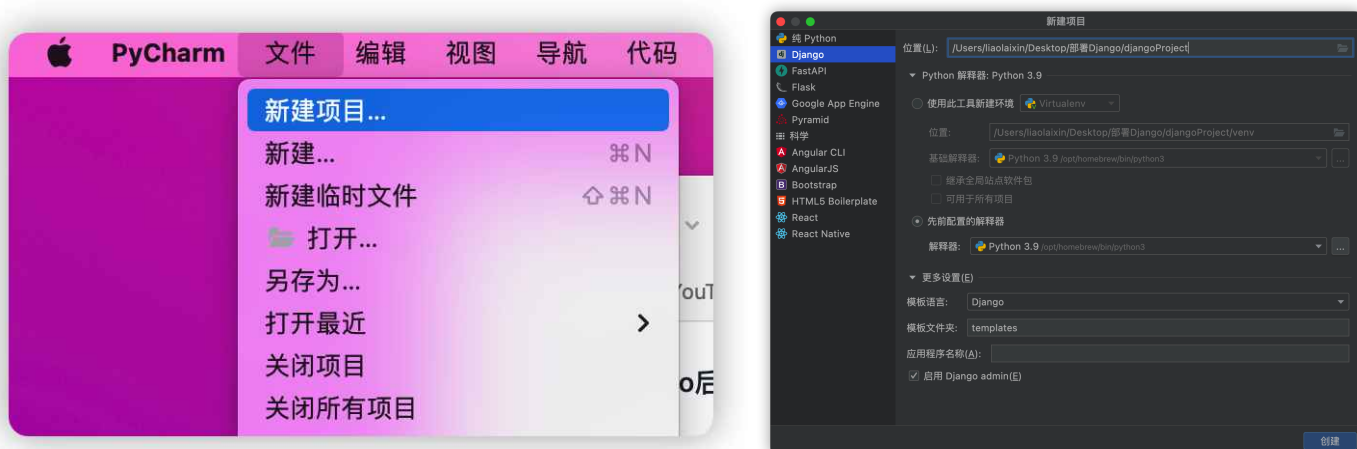 PyCharm 文件 编辑 视图 导航 代码
新建项目...
新建... ⌘N
新建临时文件 ⇧⌘N
打开...
另存为...
打开最近
关闭项目
关闭所有项目
o后
新建项目
纯 Python
Django
FastAPI
Flask
Google App Engine
Pyramid
科学
Angular CLI
AngularJS
Bootstrap
HTML5 Boilerplate
React
React Native
位置(L): /Users/liaolaixin/Desktop/部署Django/djangoProject
Python 解释器: Python 3.9
使用此工具新建环境 Virtualenv
位置: /Users/liaolaixin/Desktop/部署Django/djangoProject/venv
基础解释器: Python 3.9 /opt/homebrew/bin/python3
继承全局站点软件包
可用于所有项目
先前配置的解释器
解释器: Python 3.9 /opt/homebrew/bin/python3
更多设置(E)
模板语言: Django
模板文件夹: templates
应用程序名称(A):
启用 Django admin(E)
创建